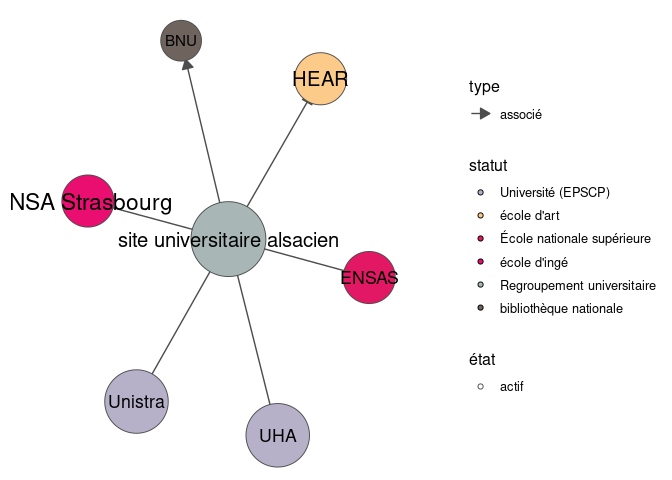 BNU
HEAR
NSA Strasbourg
site universitaire alsacien
ENSAS
Unistra
UHA
type
associé
statut
Université (EPSCP)
école d'art
École nationale supérieure
école d'ingé
Regroupement universitaire
bibliothèque nationale
état
actif